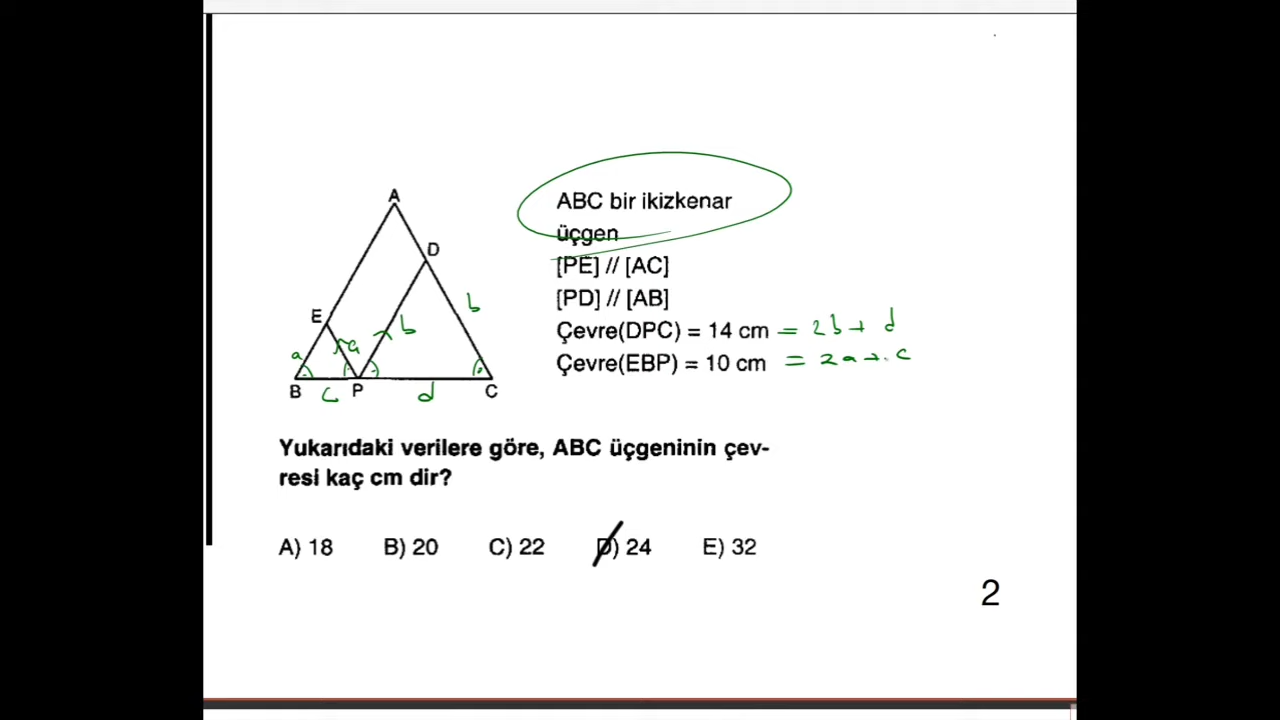 A
D
E
b
b
a
a
B
P
C
c
d
ABC bir ikizkenar
üçgen
[PE] // [AC]
[PD] // [AB]
Çevre(DPC) = 14 cm = 2b + d
Çevre(EBP) = 10 cm = 2a + c
Yukarıdaki verilere göre, ABC üçgeninin çev-
resi kaç cm dir?
A) 18 B) 20 C) 22 D) 24 E) 32
2